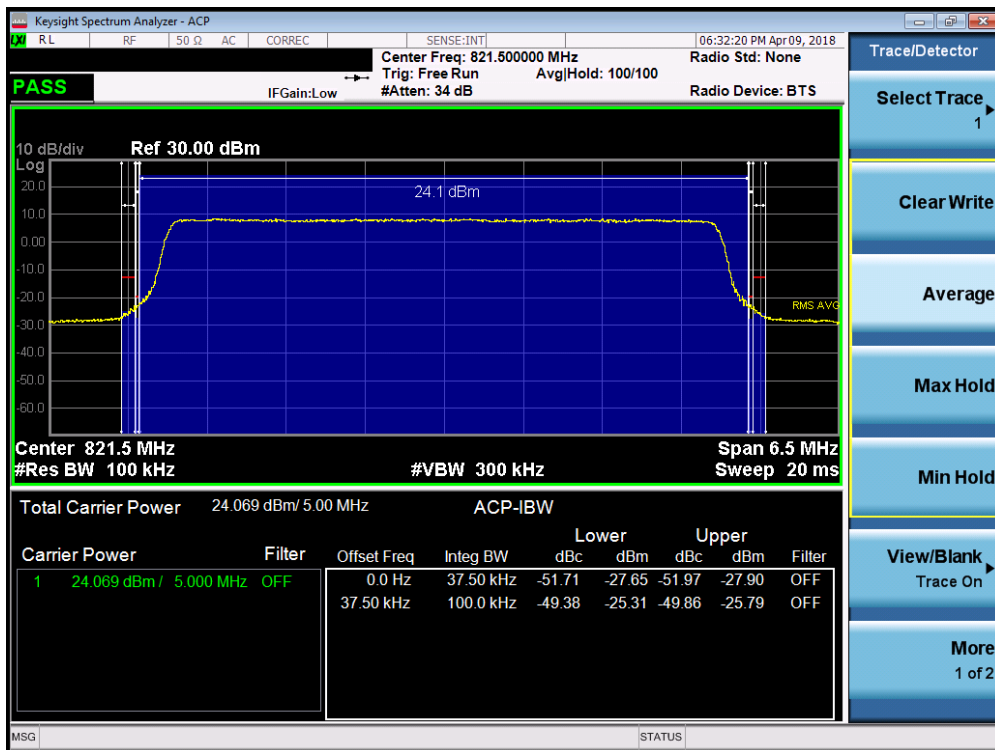 Keysight Spectrum Analyzer - ACP
LXI RL RF 50 Ω AC CORREC SENSE:INT 06:32:20 PM Apr 09, 2018
Center Freq: 821.500000 MHz Radio Std: None
Trig: Free Run Avg|Hold: 100/100
PASS IFGain:Low #Atten: 34 dB Radio Device: BTS
10 dB/div Ref 30.00 dBm
Log
20.0
24.1 dBm
10.0
0.00
-10.0
-20.0
RMS AVG
-30.0
-40.0
-50.0
-60.0
Center 821.5 MHz Span 6.5 MHz
#Res BW 100 kHz #VBW 300 kHz Sweep 20 ms
Total Carrier Power 24.069 dBm/ 5.00 MHz ACP-IBW
Lower Upper
Carrier Power Filter Offset Freq Integ BW dBc dBm dBc dBm Filter
1 24.069 dBm / 5.000 MHz OFF 0.0 Hz 37.50 kHz -51.71 -27.65 -51.97 -27.90 OFF
37.50 kHz 100.0 kHz -49.38 -25.31 -49.86 -25.79 OFF
MSG STATUS
Trace/Detector
Select Trace
1
Clear Write
Average
Max Hold
Min Hold
View/Blank
Trace On
More
1 of 2